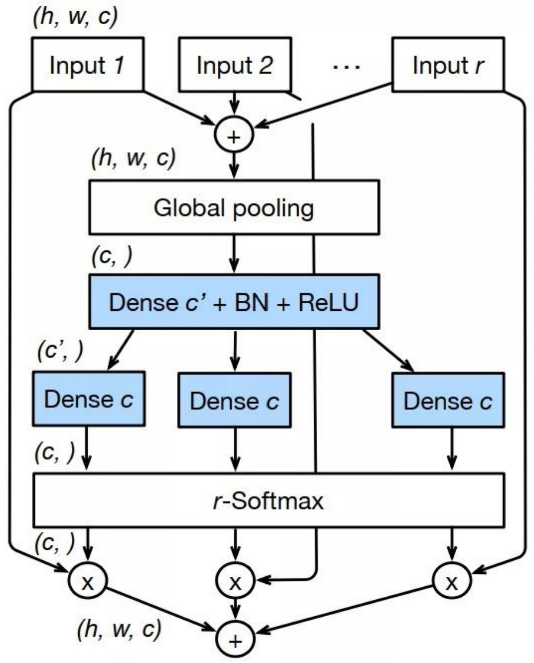 (h, w, c)
Input 1
Input 2
...
Input r
+
(h, w, c)
Global pooling
(c, )
Dense c’ + BN + ReLU
(c’, )
Dense c
Dense c
Dense c
(c, )
r-Softmax
(c, )
x
x
x
(h, w, c)
+